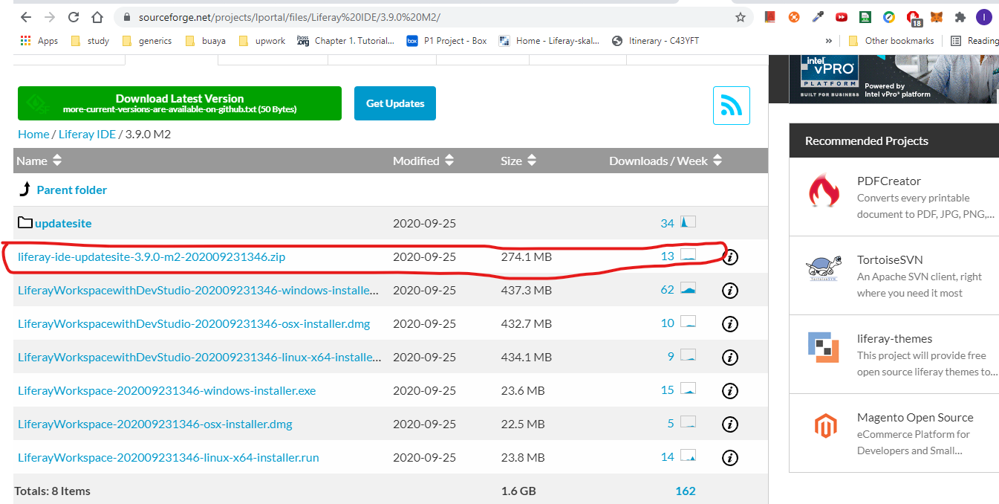 sourceforge.net/projects/lportal/files/Liferay%20IDE/3.9.0%20M2/
18
I
Apps study generics buaya upwork Chapter 1. Tutorial... P1 Project - Box Home - Liferay-skal... Itinerary - C43YFT » Other bookmarks Reading
Download Latest Version
more-current-versions-are-available-on-github.txt (50 Bytes)
Get Updates
intel
vPRO
PLATFORM
BUILT FOR BUSINESS
Powered by
Intel vPro® platform
Home / Liferay IDE / 3.9.0 M2
Name Modified Size Downloads / Week
Parent folder
updatesite 2020-09-25 34
liferay-ide-updatesite-3.9.0-m2-202009231346.zip 2020-09-25 274.1 MB 13
LiferayWorkspacewithDevStudio-202009231346-windows-installe... 2020-09-25 437.3 MB 62
LiferayWorkspacewithDevStudio-202009231346-osx-installer.dmg 2020-09-25 432.7 MB 10
LiferayWorkspacewithDevStudio-202009231346-linux-x64-installe... 2020-09-25 434.1 MB 9
LiferayWorkspace-202009231346-windows-installer.exe 2020-09-25 23.6 MB 15
LiferayWorkspace-202009231346-osx-installer.dmg 2020-09-25 22.5 MB 5
LiferayWorkspace-202009231346-linux-x64-installer.run 2020-09-25 23.8 MB 14
Totals: 8 Items 1.6 GB 162
Recommended Projects
PDFCreator
Converts every printable
document to PDF, JPG, PNG,...
TortoiseSVN
An Apache SVN client, right
where you need it most
liferay-themes
This project will provide free
open source liferay themes to...
Magento Open Source
eCommerce Platform for
Developers and Small...